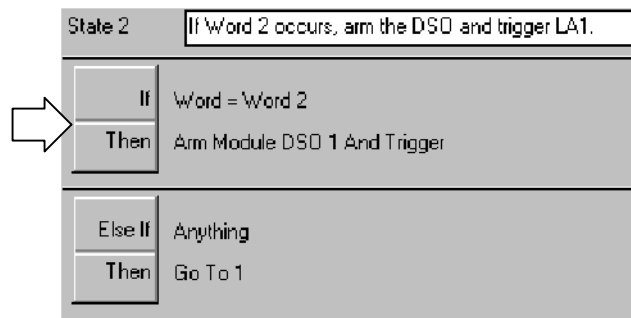 State 2 If Word 2 occurs, arm the DSO and trigger LA1.
If Word = Word 2
Then Arm Module DSO 1 And Trigger
Else If Anything
Then Go To 1